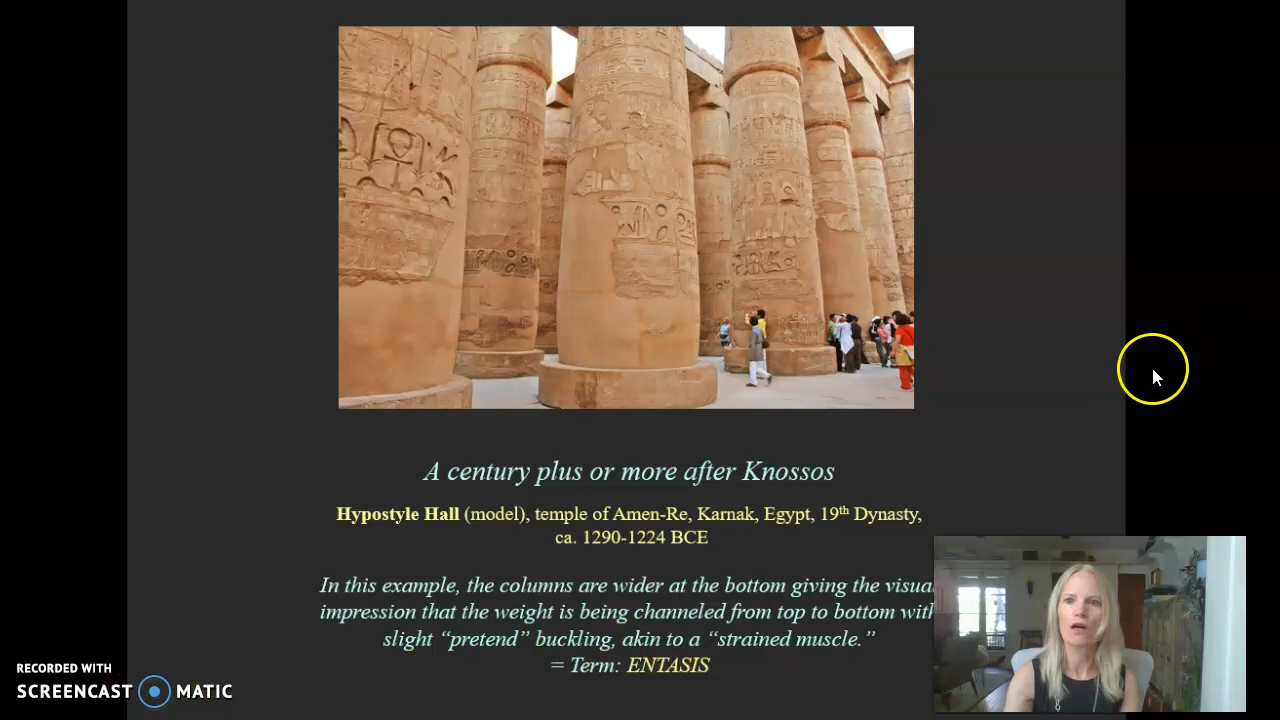 A century plus or more after Knossos
Hypostyle Hall (model), temple of Amen-Re, Karnak, Egypt, 19th Dynasty,
ca. 1290-1224 BCE
In this example, the columns are wider at the bottom giving the visual
impression that the weight is being channeled from top to bottom with
slight “pretend” buckling, akin to a “strained muscle.”
= Term: ENTASIS
RECORDED WITH
SCREENCAST MATIC